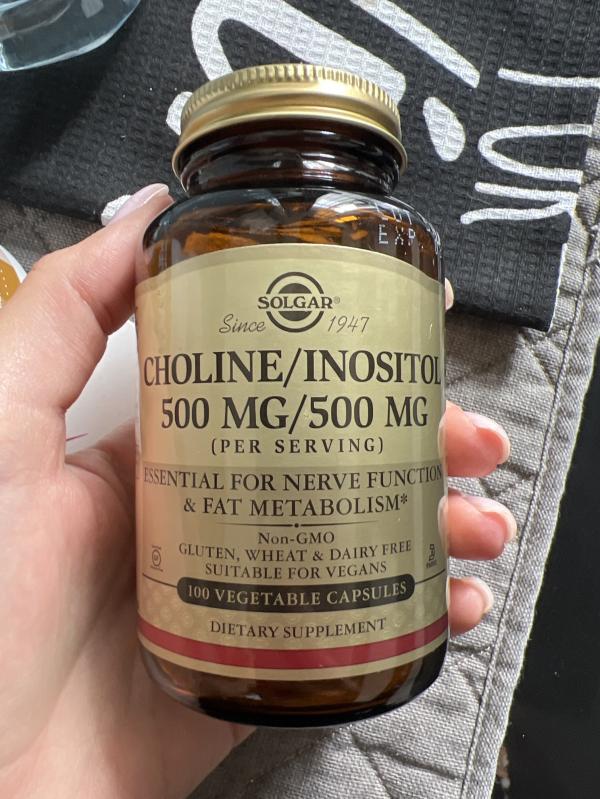 EXP.
SOLGAR®
Since 1947
CHOLINE/INOSITOL
500 MG/500 MG
(PER SERVING)
ESSENTIAL FOR NERVE FUNCTION
& FAT METABOLISM*
Non-GMO
GLUTEN, WHEAT & DAIRY FREE
SUITABLE FOR VEGANS
100 VEGETABLE CAPSULES
DIETARY SUPPLEMENT